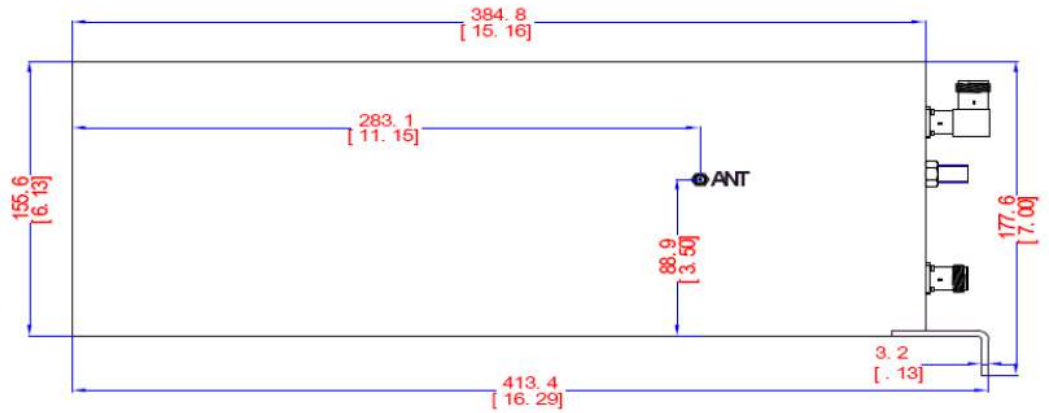 384. 8
[ 15. 16]
283. 1
[ 11. 15]
ANT
155.6
[ 6. 13]
88. 9
[ 3. 50]
177. 6
[ 7. 00]
3. 2
[ . 13]
413. 4
[ 16. 29]